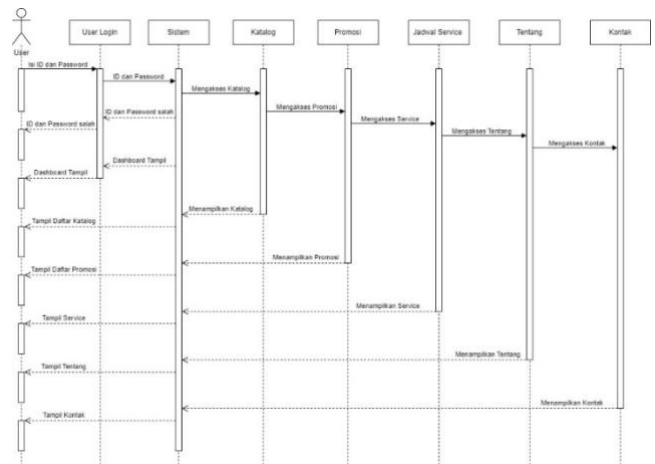 User Login
Sistem
Katalog
Promosi
Jadwal Service
Tentang
Kontak
User
Isi ID dan Password
ID dan Password
Mengakses Katalog
Mengakses Promosi
ID dan Password salah
Mengakses Service
ID dan Password salah
Mengakses Tentang
Mengakses Kontak
Dashboard Tampil
Dashboard Tampil
Menampilkan Katalog
Tampil Daftar Katalog
Menampilkan Promosi
Tampil Daftar Promosi
Menampilkan Service
Tampil Service
Menampilkan Tentang
Tampil Tentang
Menampilkan Kontak
Tampil Kontak